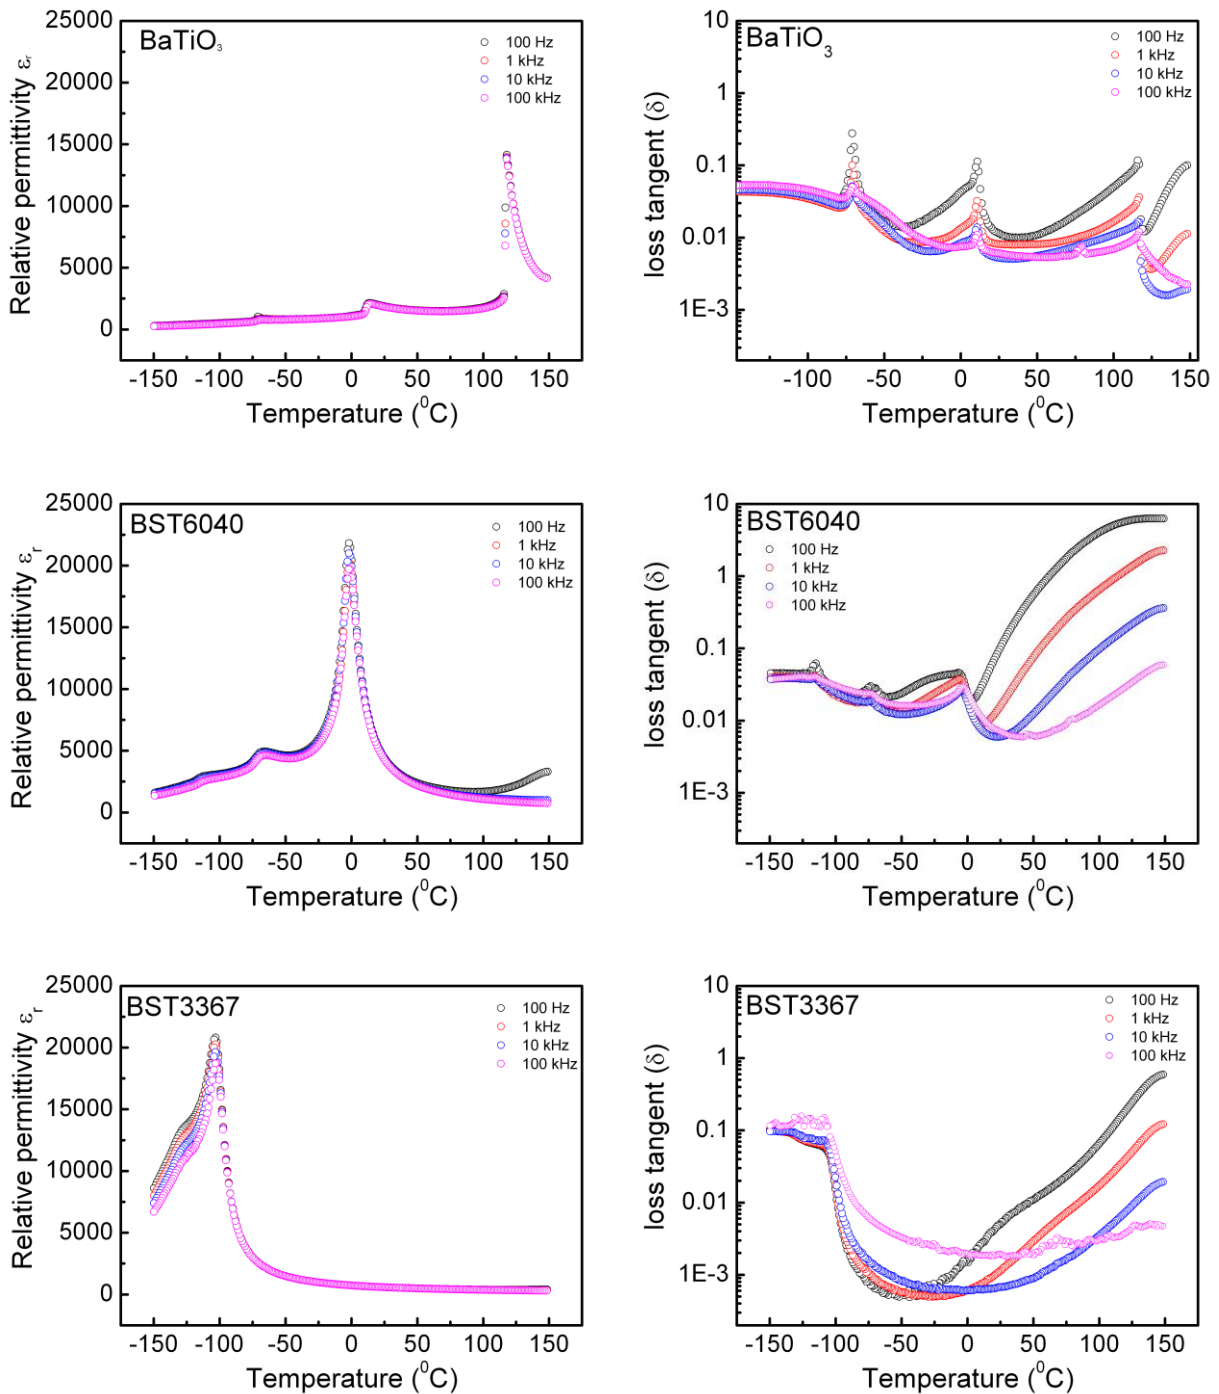 Relative permittivity εr
25000
20000
15000
10000
5000
0
BaTiO3
100 Hz
1 kHz
10 kHz
100 kHz
-150 -100 -50 0 50 100 150
Temperature (0C)
loss tangent (δ)
10
1
0.1
0.01
1E-3
BaTiO3
100 Hz
1 kHz
10 kHz
100 kHz
-100 -50 0 50 100 150
Temperature (0C)
Relative permittivity εr
25000
20000
15000
10000
5000
0
BST6040
100 Hz
1 kHz
10 kHz
100 kHz
-150 -100 -50 0 50 100 150
Temperature (0C)
loss tangent (δ)
10
1
0.1
0.01
1E-3
BST6040
100 Hz
1 kHz
10 kHz
100 kHz
-150 -100 -50 0 50 100 150
Temperature (0C)
Relative permittivity εr
25000
20000
15000
10000
5000
0
BST3367
100 Hz
1 kHz
10 kHz
100 kHz
-150 -100 -50 0 50 100 150
Temperature (0C)
loss tangent (δ)
10
1
0.1
0.01
1E-3
BST3367
100 Hz
1 kHz
10 kHz
100 kHz
-150 -100 -50 0 50 100 150
Temperature (0C)